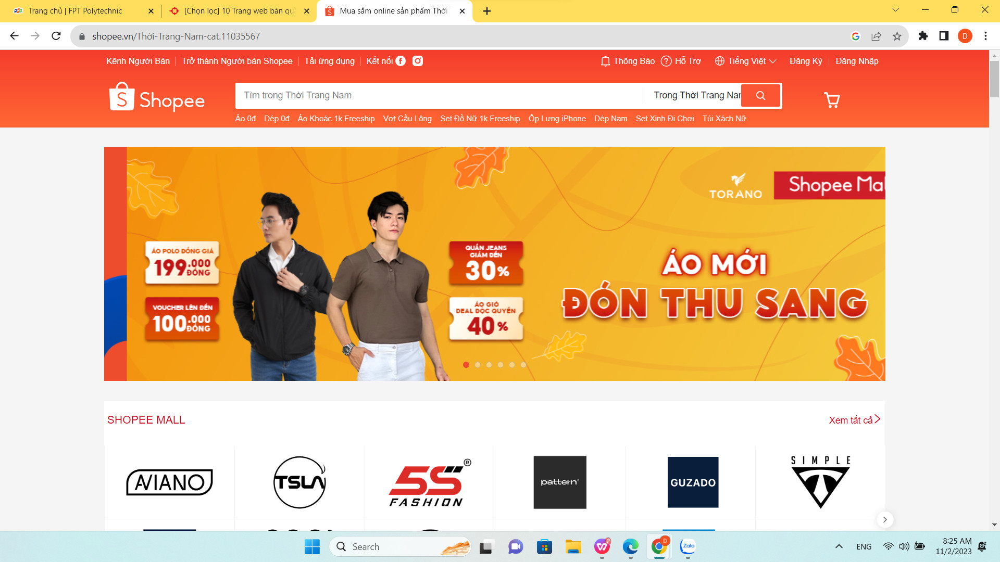 Trang chủ | FPT Polytechnic
[Chọn lọc] 10 Trang web bán qu
Mua sắm online sản phẩm Thời
shopee.vn/Thời-Trang-Nam-cat.11035567
D
Kênh Người Bán
Trở thành Người bán Shopee
Tải ứng dụng
Kết nối
Thông Báo
Hỗ Trợ
Tiếng Việt
Đăng Ký
Đăng Nhập
Shopee
Tìm trong Thời Trang Nam
Trong Thời Trang Nar
Áo 0đ Dép 0đ Áo Khoác 1k Freeship Vợt Cầu Lông Set Đồ Nữ 1k Freeship Ốp Lưng iPhone Dép Nam Set Xinh Đi Chơi Túi Xách Nữ
TORANO
Shopee Mal
ÁO POLO ĐỒNG GIÁ
199.000 ĐỒNG
VOUCHER LÊN ĐẾN
100.000 ĐỒNG
QUẦN JEANS
GIẢM ĐẾN
30%
ÁO GIÓ
DEAL ĐỘC QUYỀN
40%
ÁO MỚI
ĐÓN THU SANG
SHOPEE MALL
Xem tất cả
AVIANO
TSLA
5S
FASHION
pattern
GUZADO
SIMPLE
Search
Zalo
ENG
8:25 AM
11/2/2023